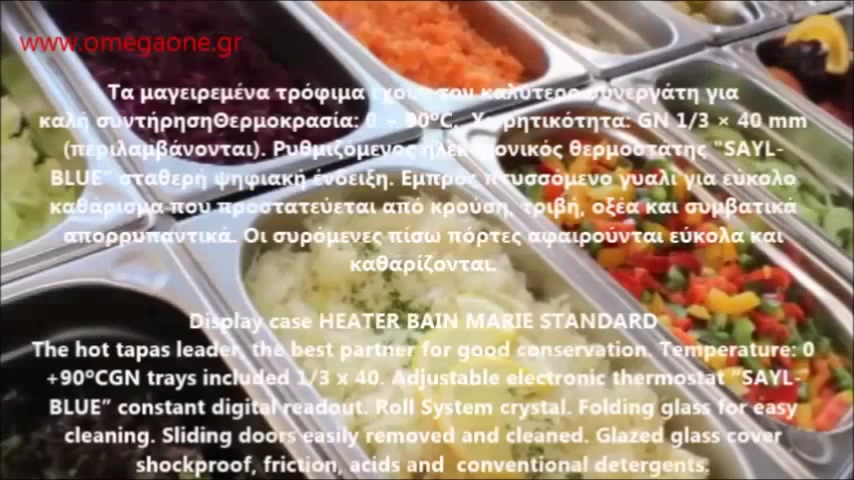 www.omegaone.gr
Τα μαγειρεμένα τρόφιμα έχουν τον καλύτερο συνεργάτη για
καλή συντήρησηΘερμοκρασία: 0 + 90ºC. Χωρητικότητα: GN 1/3 × 40 mm
(περιλαμβάνονται). Ρυθμιζόμενος ηλεκτρονικός θερμοστάτης "SAYL-
BLUE” σταθερή ψηφιακή ένδειξη. Εμπρός πτυσσόμενο γυαλί για εύκολο
καθάρισμα που προστατεύεται από κρούση, τριβή, οξέα και συμβατικά
απορρυπαντικά. Οι συρόμενες πίσω πόρτες αφαιρούνται εύκολα και
καθαρίζονται.
Display case HEATER BAIN MARIE STANDARD
The hot tapas leader, the best partner for good conservation. Temperature: 0
+90ºCGN trays included 1/3 x 40. Adjustable electronic thermostat “SAYL-
BLUE” constant digital readout. Roll System crystal. Folding glass for easy
cleaning. Sliding doors easily removed and cleaned. Glazed glass cover
shockproof, friction, acids and conventional detergents.